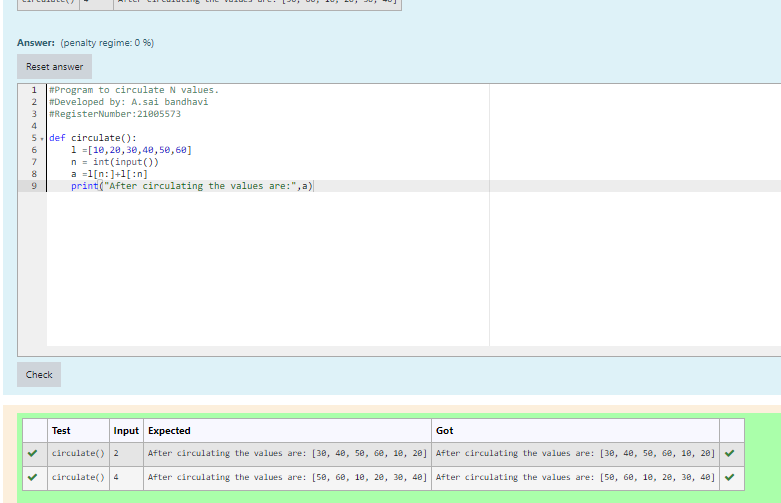 circulate() 4 After circulating the values are: [50, 60, 10, 20, 30, 40]
Answer: (penalty regime: 0 %)
Reset answer
1 #Program to circulate N values.
2 #Developed by: A.sai bandhavi
3 #RegisterNumber:21005573
4
5 def circulate():
6 l =[10,20,30,40,50,60]
7 n = int(input())
8 a =l[n:]+l[:n]
9 print("After circulating the values are:",a)
Check
Test Input Expected Got
circulate() 2 After circulating the values are: [30, 40, 50, 60, 10, 20] After circulating the values are: [30, 40, 50, 60, 10, 20]
circulate() 4 After circulating the values are: [50, 60, 10, 20, 30, 40] After circulating the values are: [50, 60, 10, 20, 30, 40]